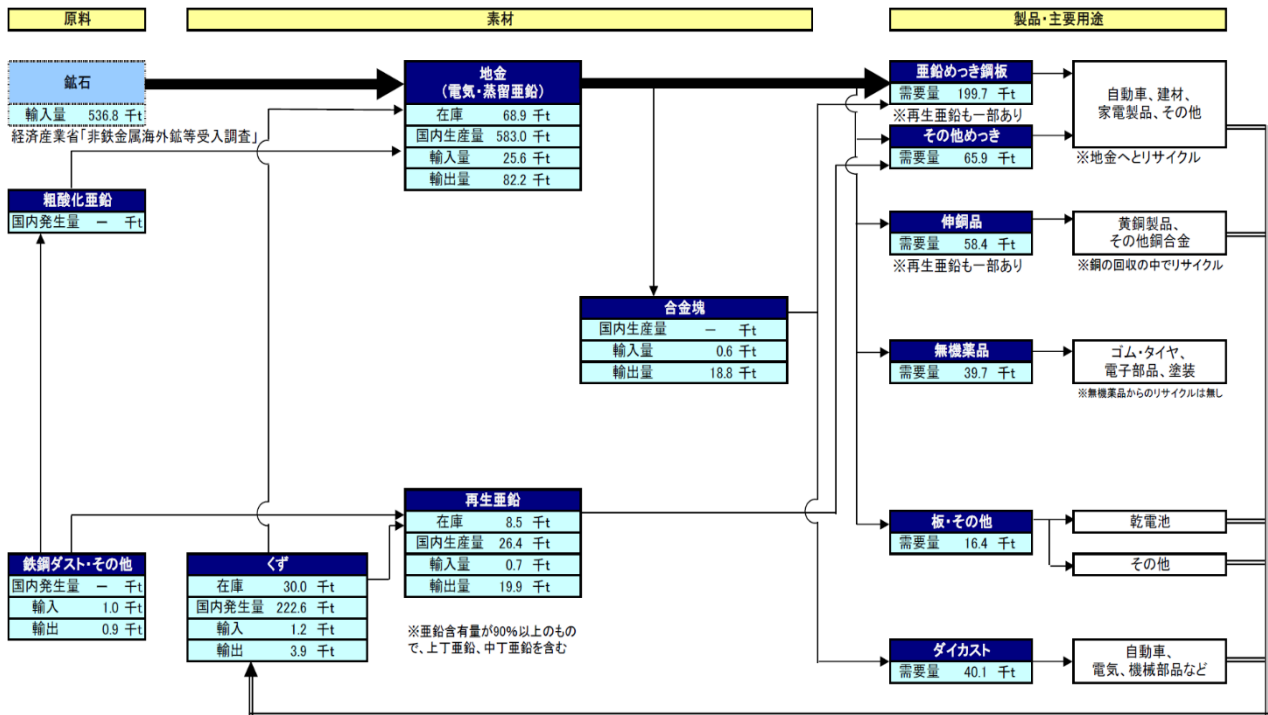 原料
素材
製品・主要用途
鉱石
輸入量 536.8 千t
経済産業省「非鉄金属海外鉱等受入調査」
粗酸化亜鉛
国内発生量 － 千t
鉄鋼ダスト・その他
国内発生量 － 千t
輸入 1.0 千t
輸出 0.9 千t
くず
在庫 30.0 千t
国内発生量 222.6 千t
輸入 1.2 千t
輸出 3.9 千t
地金
（電気・蒸留亜鉛）
在庫 68.9 千t
国内生産量 583.0 千t
輸入量 25.6 千t
輸出量 82.2 千t
合金塊
国内生産量 － 千t
輸入量 0.6 千t
輸出量 18.8 千t
再生亜鉛
在庫 8.5 千t
国内生産量 26.4 千t
輸入量 0.7 千t
輸出量 19.9 千t
※亜鉛含有量が90%以上のもの
で、上丁亜鉛、中丁亜鉛を含む
亜鉛めっき鋼板
需要量 199.7 千t
※再生亜鉛も一部あり
その他めっき
需要量 65.9 千t
自動車、建材、
家電製品、その他
※地金へとリサイクル
伸銅品
需要量 58.4 千t
※再生亜鉛も一部あり
黄銅製品、
その他銅合金
※銅の回収の中でリサイクル
無機薬品
需要量 39.7 千t
ゴム・タイヤ、
電子部品、塗装
※無機薬品からのリサイクルは無し
板・その他
需要量 16.4 千t
乾電池
その他
ダイカスト
需要量 40.1 千t
自動車、
電気、機械部品など